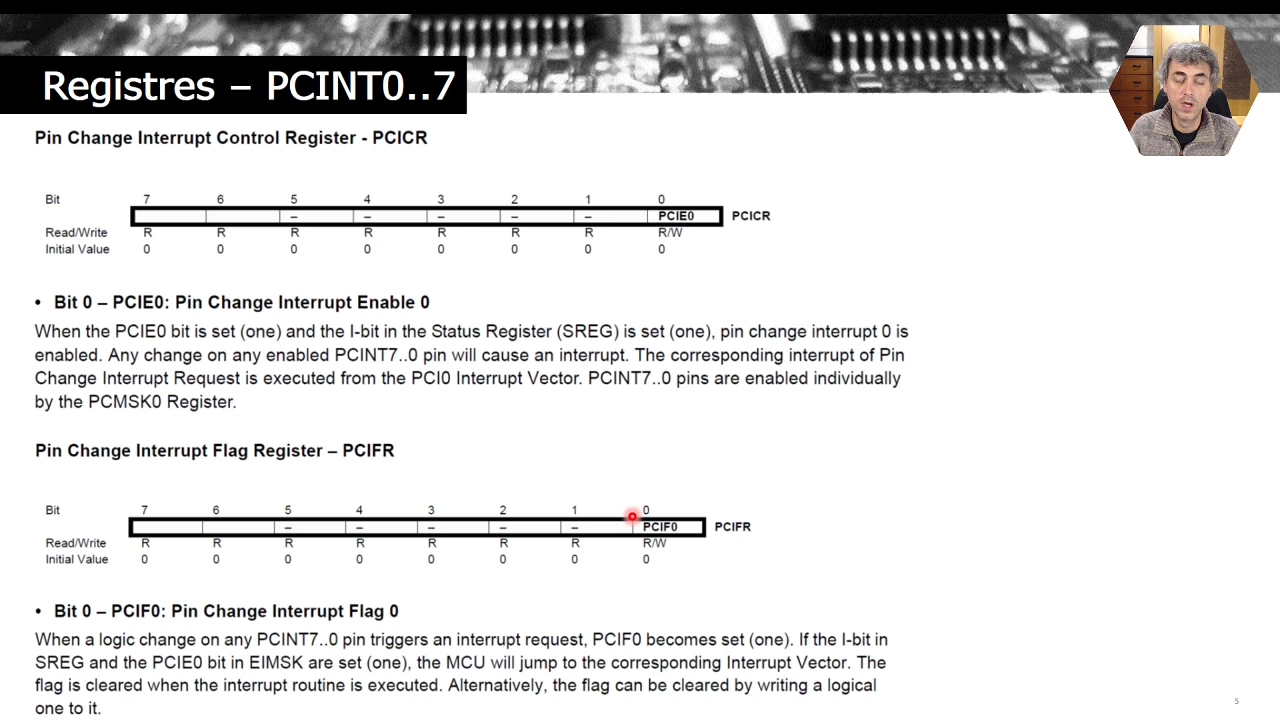 Registres – PCINT0..7
Pin Change Interrupt Control Register - PCICR
Bit 7 6 5 4 3 2 1 0
– – – – – PCIE0 PCICR
Read/Write R R R R R R R R/W
Initial Value 0 0 0 0 0 0 0 0
• Bit 0 – PCIE0: Pin Change Interrupt Enable 0
When the PCIE0 bit is set (one) and the I-bit in the Status Register (SREG) is set (one), pin change interrupt 0 is
enabled. Any change on any enabled PCINT7..0 pin will cause an interrupt. The corresponding interrupt of Pin
Change Interrupt Request is executed from the PCI0 Interrupt Vector. PCINT7..0 pins are enabled individually
by the PCMSK0 Register.
Pin Change Interrupt Flag Register – PCIFR
Bit 7 6 5 4 3 2 1 0
– – – – – PCIF0 PCIFR
Read/Write R R R R R R R R/W
Initial Value 0 0 0 0 0 0 0 0
• Bit 0 – PCIF0: Pin Change Interrupt Flag 0
When a logic change on any PCINT7..0 pin triggers an interrupt request, PCIF0 becomes set (one). If the I-bit in
SREG and the PCIE0 bit in EIMSK are set (one), the MCU will jump to the corresponding Interrupt Vector. The
flag is cleared when the interrupt routine is executed. Alternatively, the flag can be cleared by writing a logical
one to it.
5